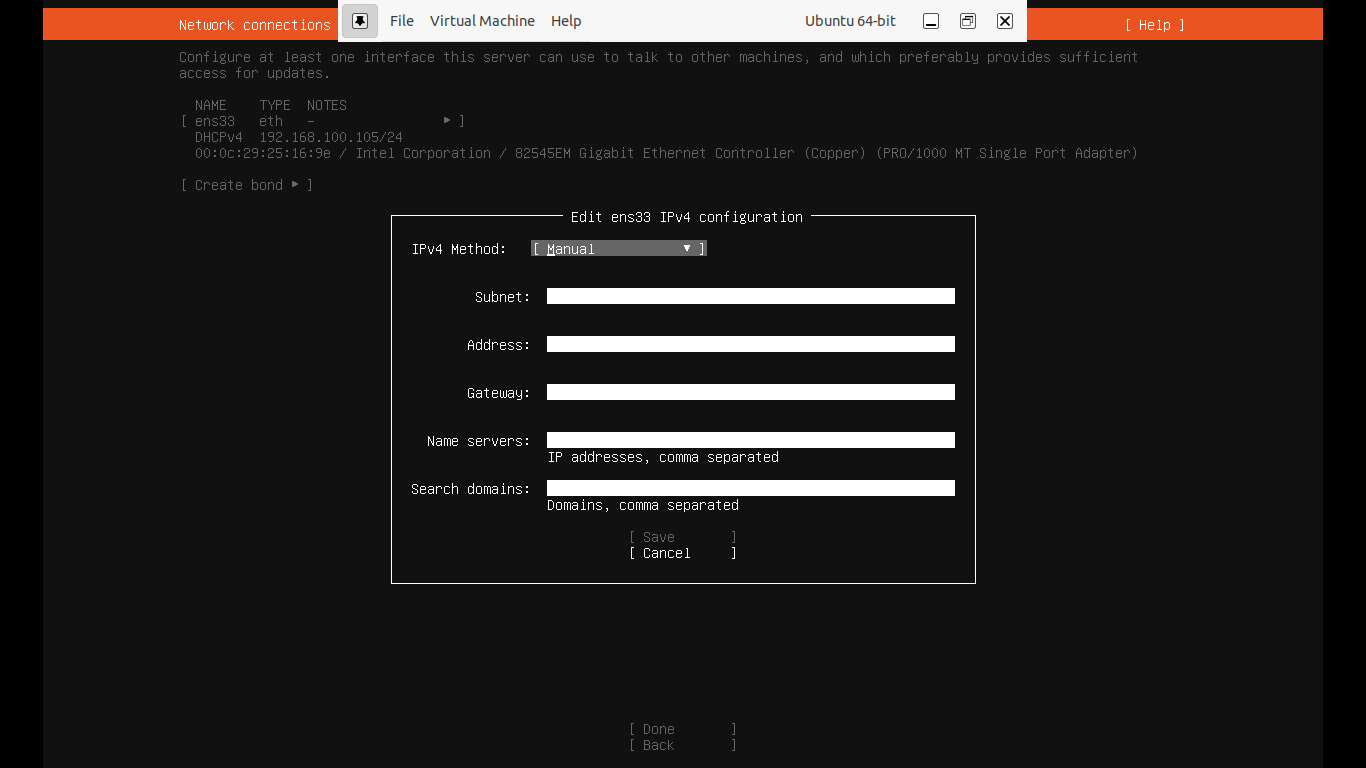 File Virtual Machine Help Ubuntu 64-bit
Network connections [ Help ]
Configure at least one interface this server can use to talk to other machines, and which preferably provides sufficient
access for updates.
NAME TYPE NOTES
[ ens33 eth – ▸ ]
DHCPv4 192.168.100.105/24
00:0c:29:25:16:9e / Intel Corporation / 82545EM Gigabit Ethernet Controller (Copper) (PRO/1000 MT Single Port Adapter)
[ Create bond ▸ ]
Edit ens33 IPv4 configuration
IPv4 Method: [ Manual ▾ ]
Subnet:
Address:
Gateway:
Name servers:
IP addresses, comma separated
Search domains:
Domains, comma separated
[ Save ]
[ Cancel ]
[ Done ]
[ Back ]